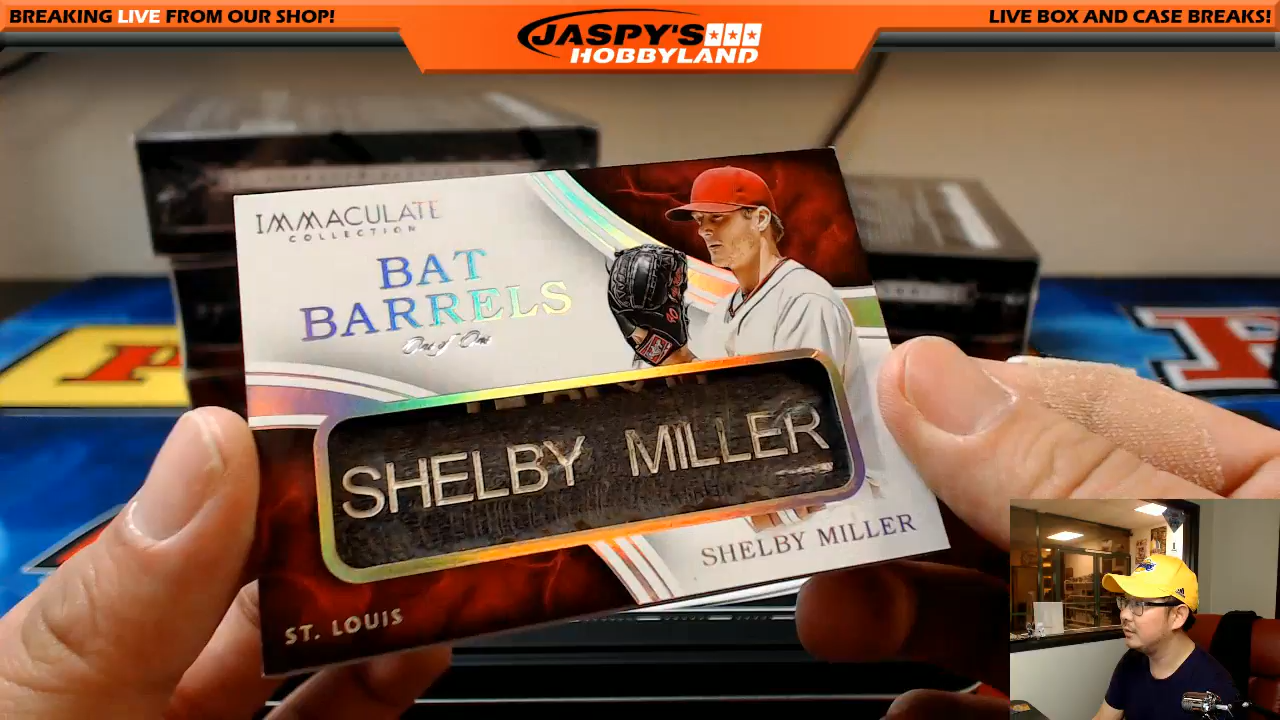 BREAKING LIVE FROM OUR SHOP!
JASPY'S
HOBBYLAND
LIVE BOX AND CASE BREAKS!
IMMACULATE
COLLECTION
BAT
BARRELS
One of One
SHELBY MILLER
SHELBY MILLER
ST. LOUIS